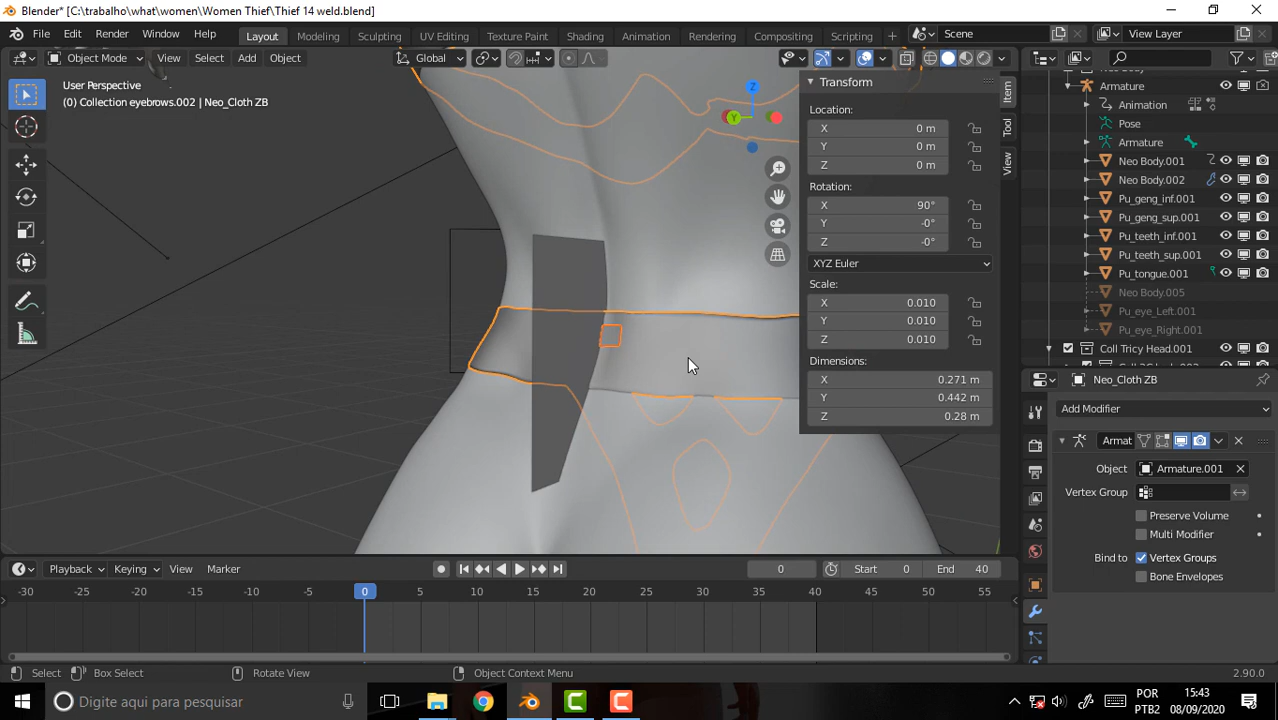 Blender* [C:\trabalho\what\women\Women Thief\Thief 14 weld.blend]
File Edit Render Window Help Layout Modeling Sculpting UV Editing Texture Paint Shading Animation Rendering Compositing Scripting + Scene View Layer
Object Mode View Select Add Object Global
User Perspective
(0) Collection eyebrows.002 | Neo_Cloth ZB
Z
Y
Transform
Location:
X 0 m
Y 0 m
Z 0 m
Rotation:
X 90°
Y -0°
Z -0°
XYZ Euler
Scale:
X 0.010
Y 0.010
Z 0.010
Dimensions:
X 0.271 m
Y 0.442 m
Z 0.28 m
Item
Tool
View
Armature
Animation
Pose
Armature
Neo Body.001
Neo Body.002
Pu_geng_inf.001
Pu_geng_sup.001
Pu_teeth_inf.001
Pu_teeth_sup.001
Pu_tongue.001
Neo Body.005
Pu_eye_Left.001
Pu_eye_Right.001
Coll Tricy Head.001
Neo_Cloth ZB
Add Modifier
Armat
Object Armature.001
Vertex Group
Preserve Volume
Multi Modifier
Bind to Vertex Groups
Bone Envelopes
Playback Keying View Marker 0 Start 0 End 40
-30 -25 -20 -15 -10 -5 0 5 10 15 20 25 30 35 40 45 50 55
Select Box Select Rotate View Object Context Menu 2.90.0
Digite aqui para pesquisar
POR 15:43
PTB2 08/09/2020